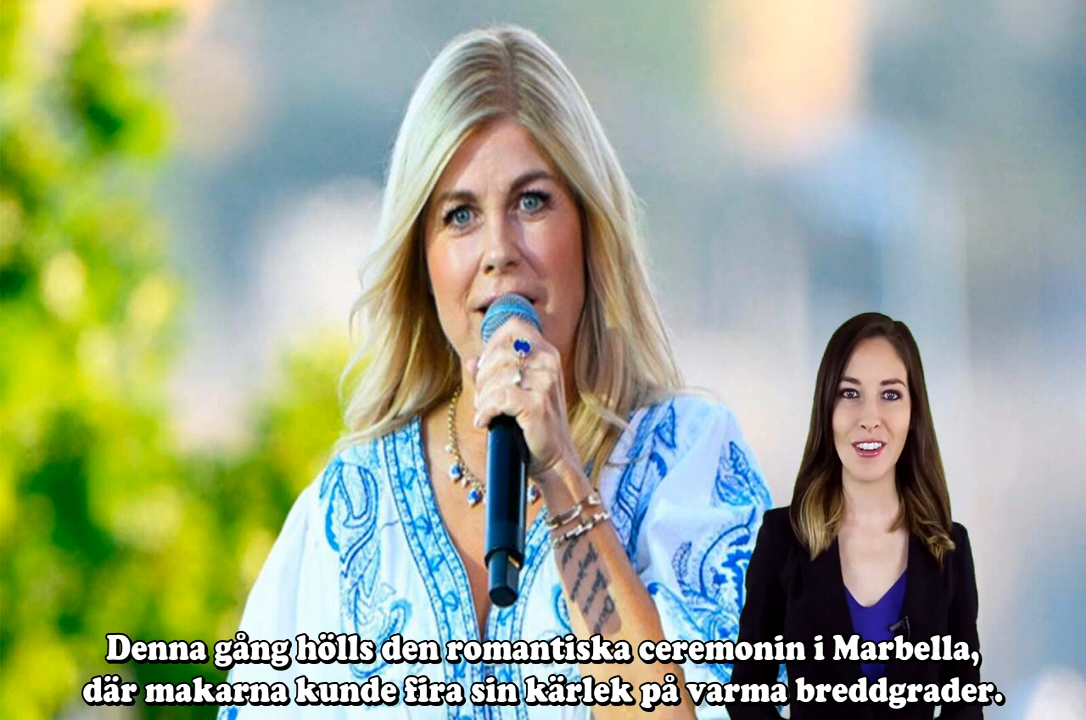 Denna gång hölls den romantiska ceremonin i Marbella,
där makarna kunde fira sin kärlek på varma breddgrader.